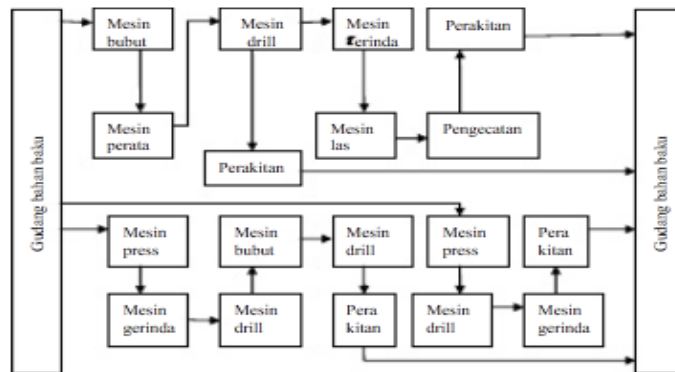 Gudang bahan baku
Mesin
bubut
Mesin
drill
Mesin
gerinda
Perakitan
Mesin
perata
Mesin
las
Pengecatan
Perakitan
Mesin
press
Mesin
bubut
Mesin
drill
Mesin
press
Pera
kitan
Mesin
gerinda
Mesin
drill
Pera
kitan
Mesin
drill
Mesin
gerinda
Gudang bahan baku